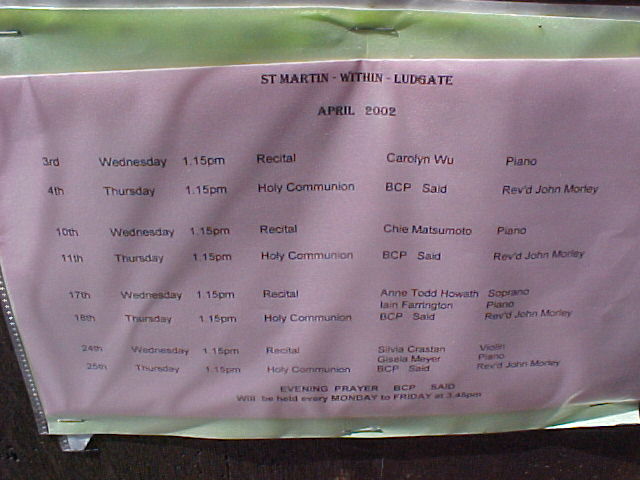 ST MARTIN - WITHIN - LUDGATE
APRIL 2002
3rd Wednesday 1.15pm Recital Carolyn Wu Piano
4th Thursday 1.15pm Holy Communion BCP Said Rev'd John Morley
10th Wednesday 1.15pm Recital Chie Matsumoto Piano
11th Thursday 1.15pm Holy Communion BCP Said Rev'd John Morley
17th Wednesday 1.15pm Recital Anne Todd Howath Soprano
Iain Farrington Piano
18th Thursday 1.15pm Holy Communion BCP Said Rev'd John Morley
24th Wednesday 1.15pm Recital Silvia Crastan Violin
Gisela Meyer Piano
25th Thursday 1.15pm Holy Communion BCP Said Rev'd John Morley
EVENING PRAYER BCP SAID
Will be held every MONDAY to FRIDAY at 3.45pm